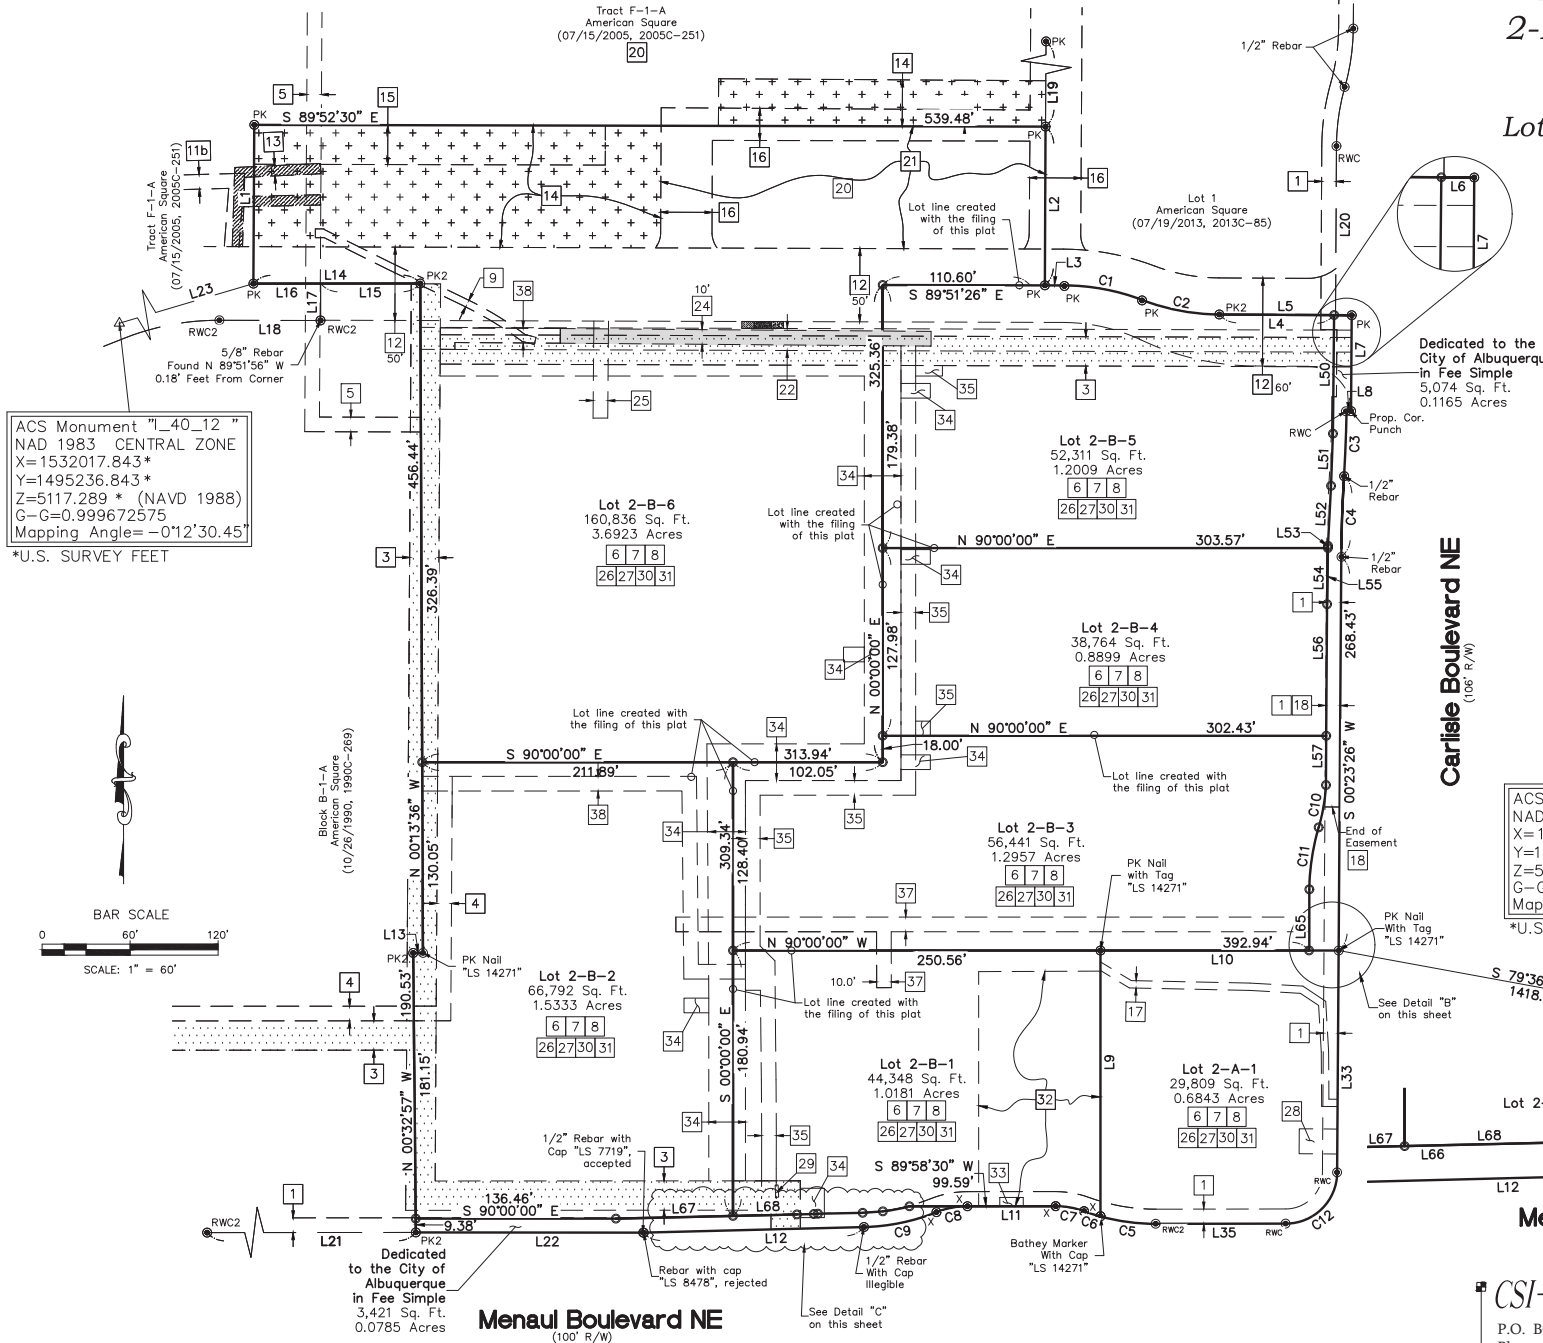 Tract F-1-A
American Square
(07/15/2005, 2005C-251)
20
PK
1/2" Rebar
2-
14
5
15
L19
PK
S 89°52'30" E
539.48'
PK
Lot
11b
13
16
21
RWC
Tract F-1-A
American Square
(07/15/2005, 2005C-251)
L1
14
20
16
1
L6
16
Lot line created
with the filing
of this plat
L2
Lot 1
American Square
(07/19/2013, 2013C-85)
L20
L7
L23
L14
PK2
9
38
10'
24
12
50'
110.60'
S 89°51'26" E
L3
C1
PK
L16
L15
L17
PK
PK
C2
PK
PK2
L5
L4
PK
RWC2
L18
RWC2
12
50'
5/8" Rebar
Found N 89°51'56" W
0.18' Feet From Corner
325.36'
L50
L7
Dedicated to the
City of Albuquerqu
in Fee Simple
5,074 Sq. Ft.
0.1165 Acres
22
35
3
12
60'
L8
5
25
34
RWC
Prop. Cor.
Punch
ACS Monument "I_40_12 "
NAD 1983 CENTRAL ZONE
X=1532017.843*
Y=1495236.843*
Z=5117.289 * (NAVD 1988)
G-G=0.999672575
Mapping Angle= -0°12'30.45"
*U.S. SURVEY FEET
456.44'
179.38'
Lot 2-B-5
52,311 Sq. Ft.
1.2009 Acres
6 7 8
26 27 30 31
L51
C3
34
1/2"
Rebar
Lot 2-B-6
160,836 Sq. Ft.
3.6923 Acres
6 7 8
26 27 30 31
Lot line created
with the filing
of this plat
L52
C4
L53
N 90°00'00" E
303.57'
3
34
1/2"
Rebar
L54
L55
326.39'
1
35
Lot 2-B-4
38,764 Sq. Ft.
0.8899 Acres
6 7 8
26 27 30 31
L56
268.43'
Carlisle Boulevard NE
(106' R/W)
N 00°00'00" E
127.98'
34
35
1 18
Lot line created with
the filing of this plat
34
N 90°00'00" E
302.43'
18.00'
34
L57
S 00°23'26" W
S 90°00'00" E
313.94'
211.89'
102.05'
Lot line created with
the filing of this plat
38
35
Block B-1-A
American Square
(10/26/1990, 1990C-269)
N 00°13'36" W
130.05'
C10
End of
Easement
18
ACS
NAD
X=1
Y=1
Z=5
G-G
Map
*U.S
34
309.34'
128.40'
35
Lot 2-B-3
56,441 Sq. Ft.
1.2957 Acres
6 7 8
26 27 30 31
PK Nail
with Tag
"LS 14271"
C11
4
37
BAR SCALE
0 60' 120'
SCALE: 1" = 60'
L13
PK2
PK Nail
"LS 14271"
N 90°00'00" W
392.94'
250.56'
L10
L65
PK Nail
With Tag
"LS 14271"
Lot 2-B-2
66,792 Sq. Ft.
1.5333 Acres
6 7 8
26 27 30 31
10.0'
37
S 79°36
1418.
4
190.53'
Lot line created with
the filing of this plat
34
34
17
See Detail "B"
on this sheet
3
1
N 00°32'57" W
181.15'
S 00°00'00" E
180.94'
Lot 2-B-1
44,348 Sq. Ft.
1.0181 Acres
6 7 8
26 27 30 31
L9
32
Lot 2-A-1
29,809 Sq. Ft.
0.6843 Acres
6 7 8
26 27 30 31
28
L33
Lot 2-
L67
L68
L66
L12
34
35
1/2" Rebar with
Cap "LS 7719",
accepted
3
29
34
S 89°58'30" W
99.59'
33
1
RWC
1
136.46'
S 90°00'00" E
L67
L68
C9
C8
X
L11
X
C7
C6
C5
RWC2
L35
RWC
C12
RWC2
L21
9.38'
PK2
L22
L12
Me
Dedicated
to the City of
Albuquerque
in Fee Simple
3,421 Sq. Ft.
0.0785 Acres
Rebar with cap
"LS 8478", rejected
1/2" Rebar
With Cap
Illegible
Bathey Marker
With Cap
"LS 14271"
See Detail "C"
on this sheet
Menaul Boulevard NE
(100' R/W)
CSI-
P.O. B